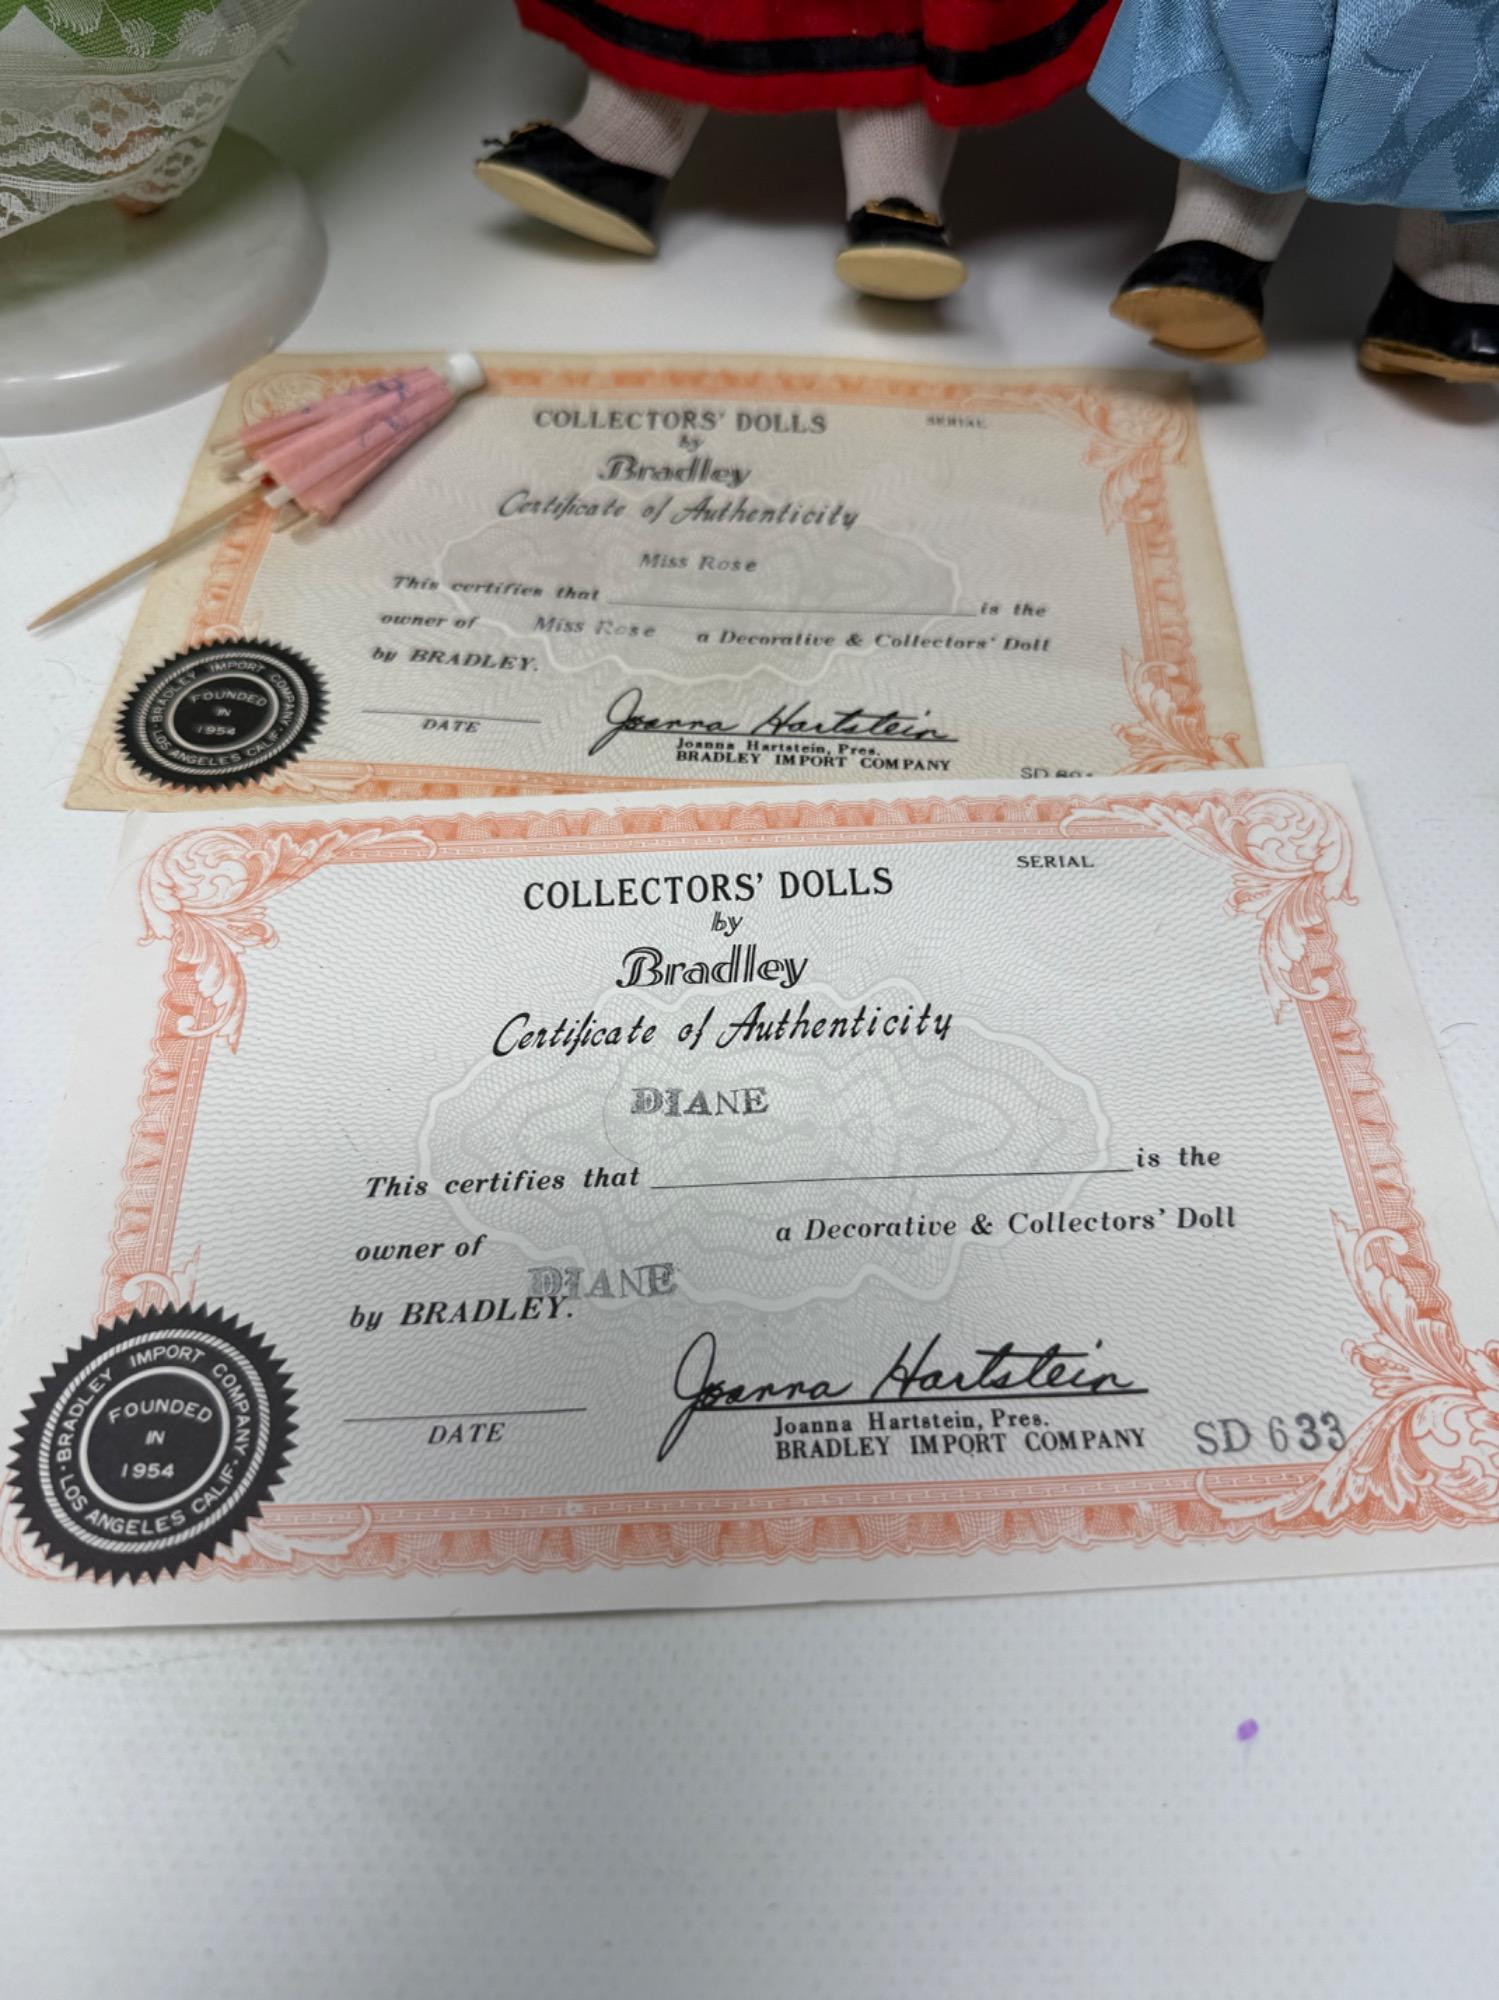 COLLECTORS' DOLLS
SERIAL
by
Bradley
Certificate of Authenticity
Miss Rose
This certifies that is the
owner of Miss Rose a Decorative & Collectors' Doll
by BRADLEY.
BRADLEY IMPORT COMPANY
LOS ANGELES CALIF.
FOUNDED
IN
1954
DATE
Joanna Hartstein
Joanna Hartstein, Pres.
BRADLEY IMPORT COMPANY
SD
COLLECTORS' DOLLS
SERIAL
by
Bradley
Certificate of Authenticity
DIANE
This certifies that is the
owner of a Decorative & Collectors' Doll
DIANE
by BRADLEY.
BRADLEY IMPORT COMPANY
LOS ANGELES CALIF.
FOUNDED
IN
1954
DATE
Joanna Hartstein
Joanna Hartstein, Pres.
BRADLEY IMPORT COMPANY
SD 633